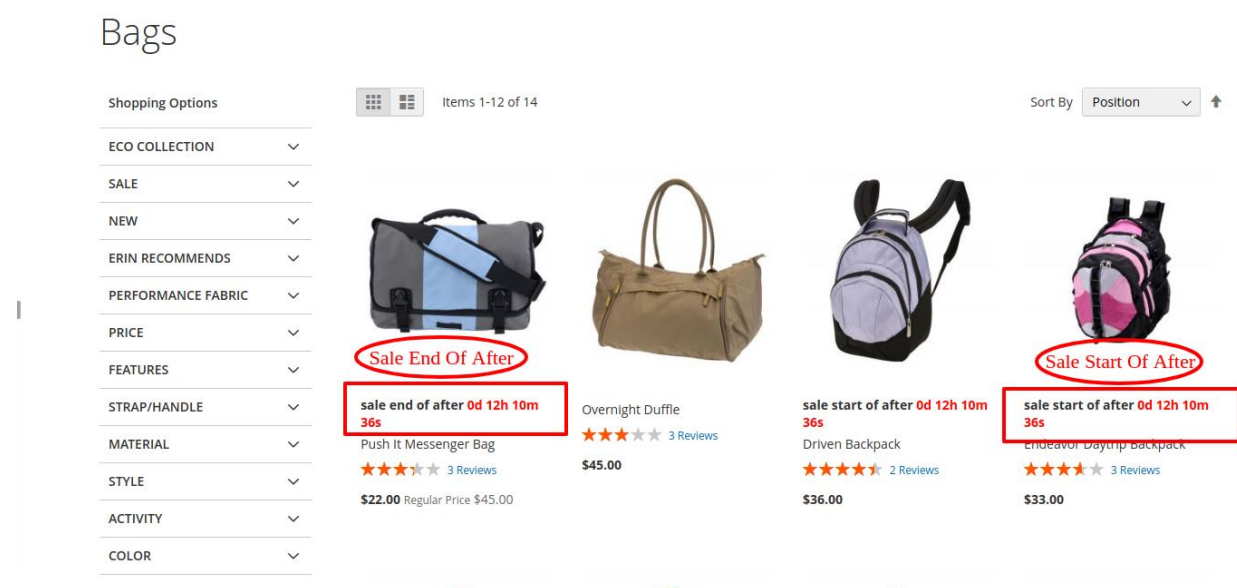 Bags
Shopping Options
Items 1-12 of 14
Sort By Position
ECO COLLECTION
SALE
NEW
ERIN RECOMMENDS
PERFORMANCE FABRIC
PRICE
FEATURES
STRAP/HANDLE
MATERIAL
STYLE
ACTIVITY
COLOR
Sale End Of After
sale end of after 0d 12h 10m
36s
Push It Messenger Bag
3 Reviews
$22.00 Regular Price $45.00
Overnight Duffle
3 Reviews
$45.00
sale start of after 0d 12h 10m
36s
Driven Backpack
2 Reviews
$36.00
Sale Start Of After
sale start of after 0d 12h 10m
36s
Endeavor Daytrip Backpack
3 Reviews
$33.00